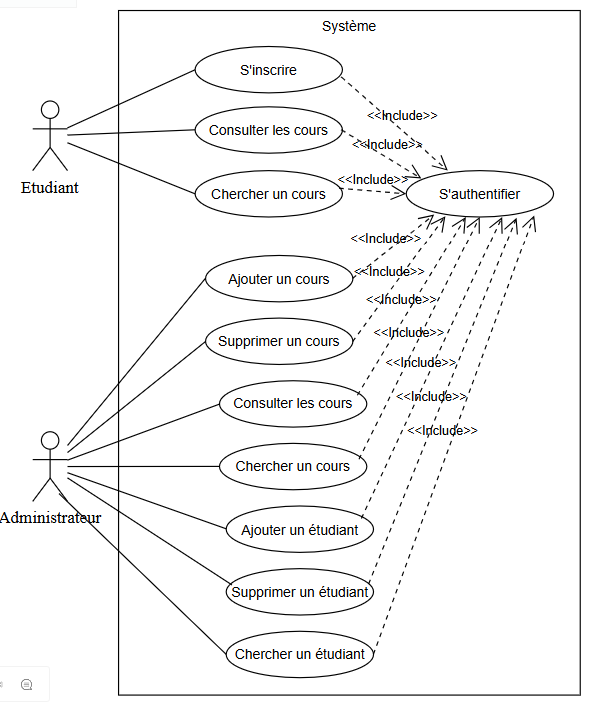 Système
S'inscrire
<<Include>>
Consulter les cours
<<Include>>
<<Include>>
Chercher un cours
S'authentifier
Etudiant
<<Include>>
Ajouter un cours
<<Include>>
<<Include>>
Supprimer un cours
<<Include>>
<<Include>>
Consulter les cours
<<Include>>
<<Include>>
Chercher un cours
Administrateur
Ajouter un étudiant
Supprimer un étudiant
Chercher un étudiant